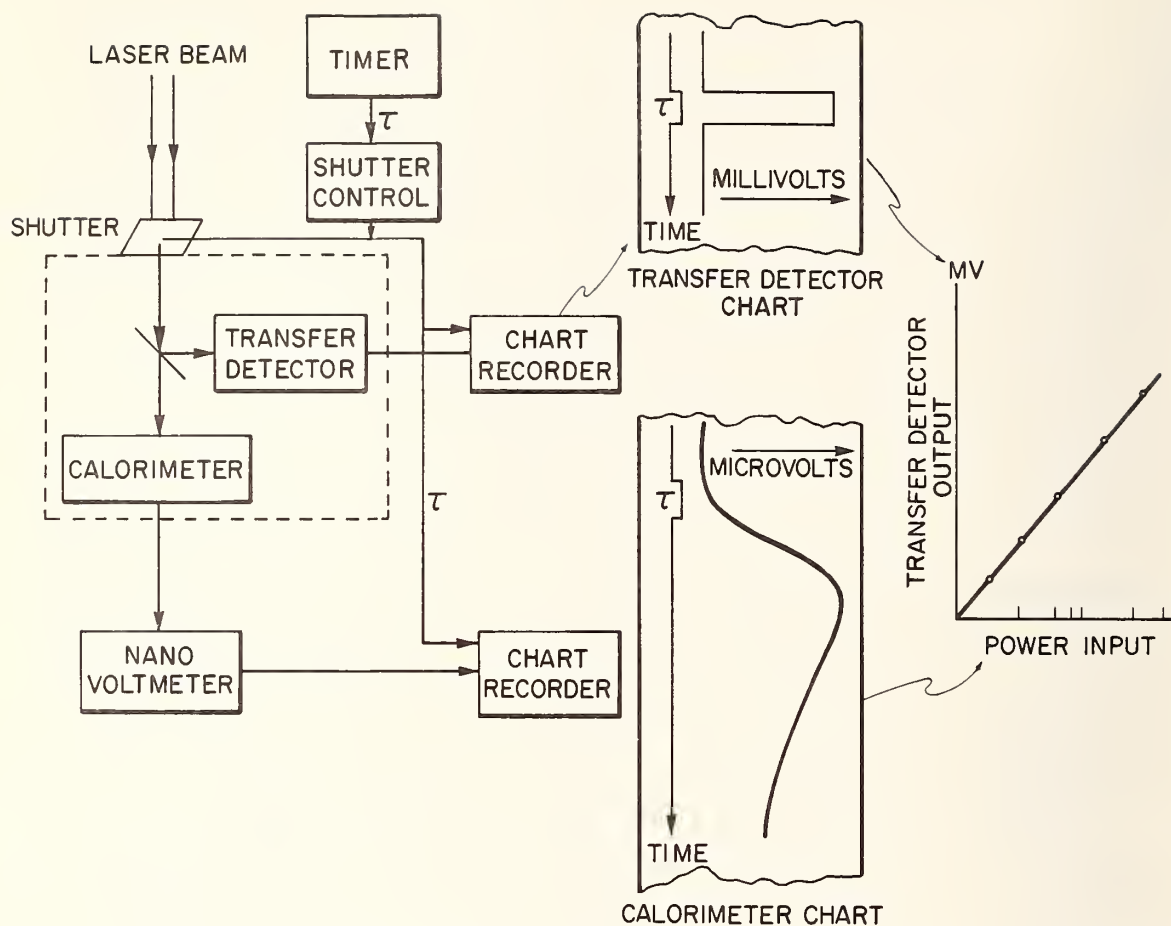 LASER BEAM
TIMER
τ
SHUTTER
CONTROL
SHUTTER
TRANSFER
DETECTOR
CHART
RECORDER
CALORIMETER
τ
NANO
VOLTMETER
CHART
RECORDER
τ
MILLIVOLTS
TIME
TRANSFER DETECTOR
CHART
MICROVOLTS
τ
TIME
CALORIMETER CHART
MV
TRANSFER DETECTOR
OUTPUT
POWER INPUT